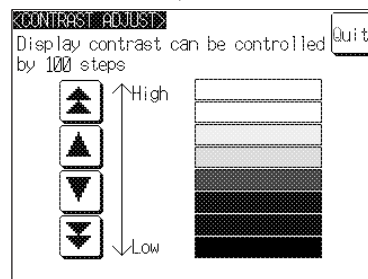 <CONTRAST ADJUST>
Display contrast can be controlled
by 100 steps
Quit
High
Low